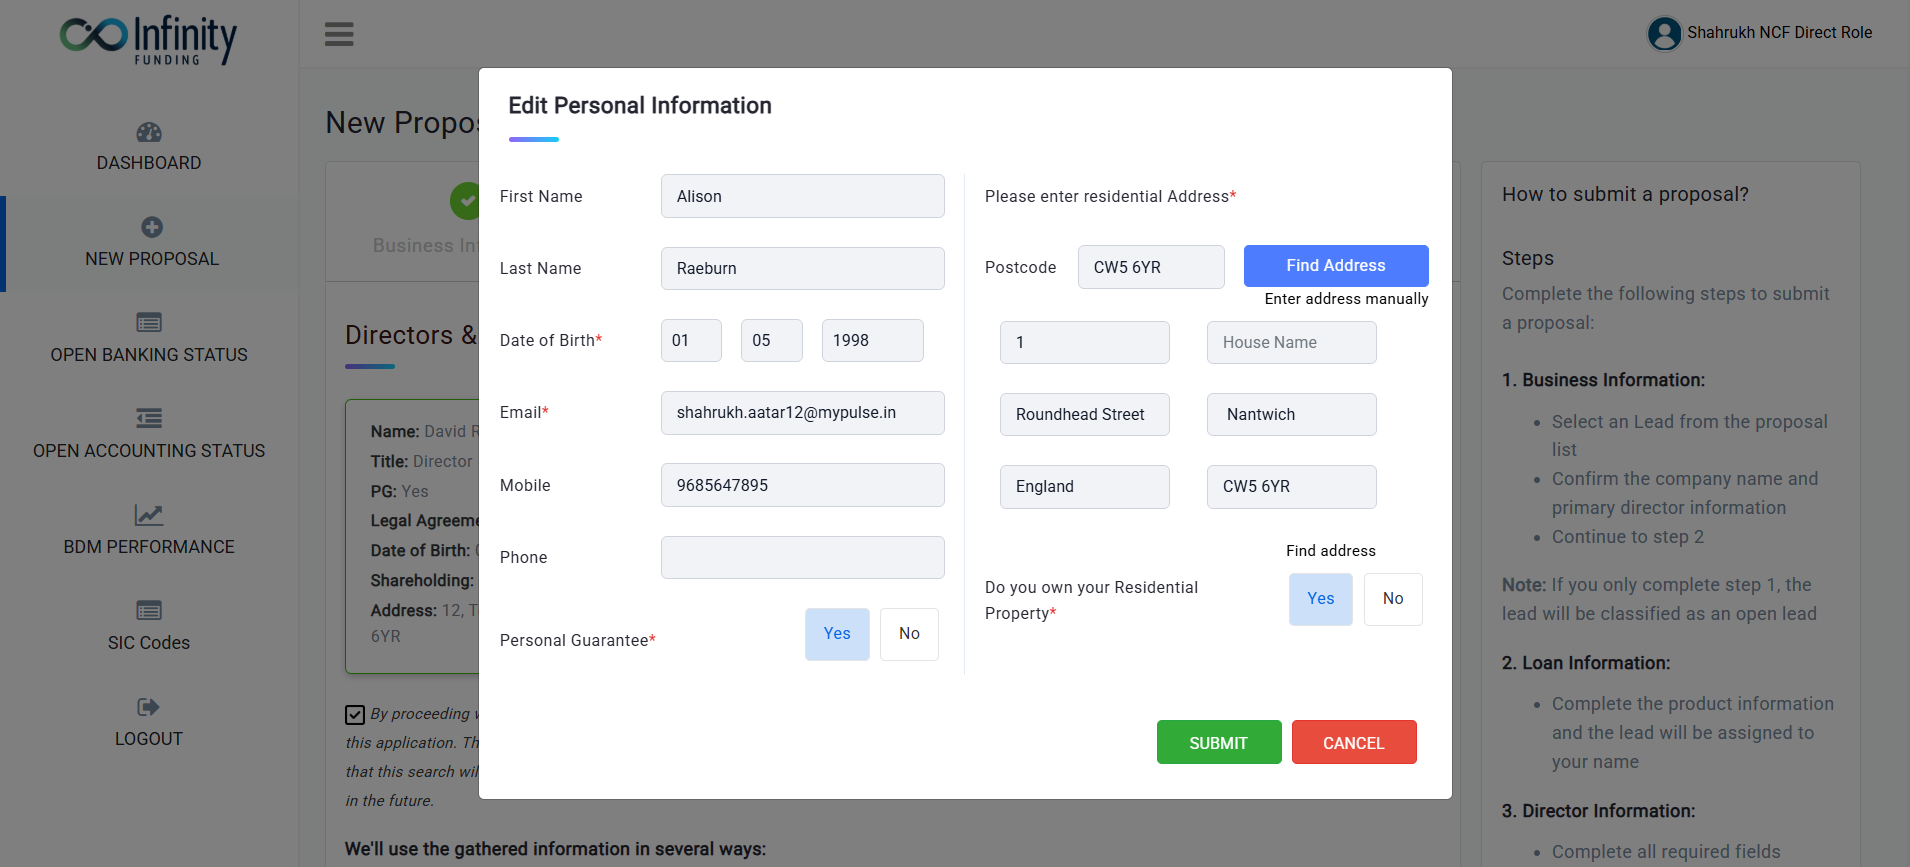 Infinity
FUNDING
Shahrukh NCF Direct Role
DASHBOARD
NEW PROPOSAL
OPEN BANKING STATUS
OPEN ACCOUNTING STATUS
BDM PERFORMANCE
SIC Codes
LOGOUT
New Propo
Business In
Directors &
Name: David R
Title: Director
PG: Yes
Legal Agreeme
Date of Birth:
Shareholding:
Address: 12, T
6YR
By proceeding
this application. Th
that this search wil
in the future.
We'll use the gathered information in several ways:
Edit Personal Information
First Name
Alison
Last Name
Raeburn
Date of Birth*
01
05
1998
Email*
shahrukh.aatar12@mypulse.in
Mobile
9685647895
Phone
Personal Guarantee*
Yes
No
Please enter residential Address*
Postcode
CW5 6YR
Find Address
Enter address manually
1
House Name
Roundhead Street
Nantwich
England
CW5 6YR
Find address
Do you own your Residential
Property*
Yes
No
SUBMIT
CANCEL
How to submit a proposal?
Steps
Complete the following steps to submit
a proposal:
1. Business Information:
• Select an Lead from the proposal
list
• Confirm the company name and
primary director information
• Continue to step 2
Note: If you only complete step 1, the
lead will be classified as an open lead
2. Loan Information:
• Complete the product information
and the lead will be assigned to
your name
3. Director Information:
• Complete all required fields